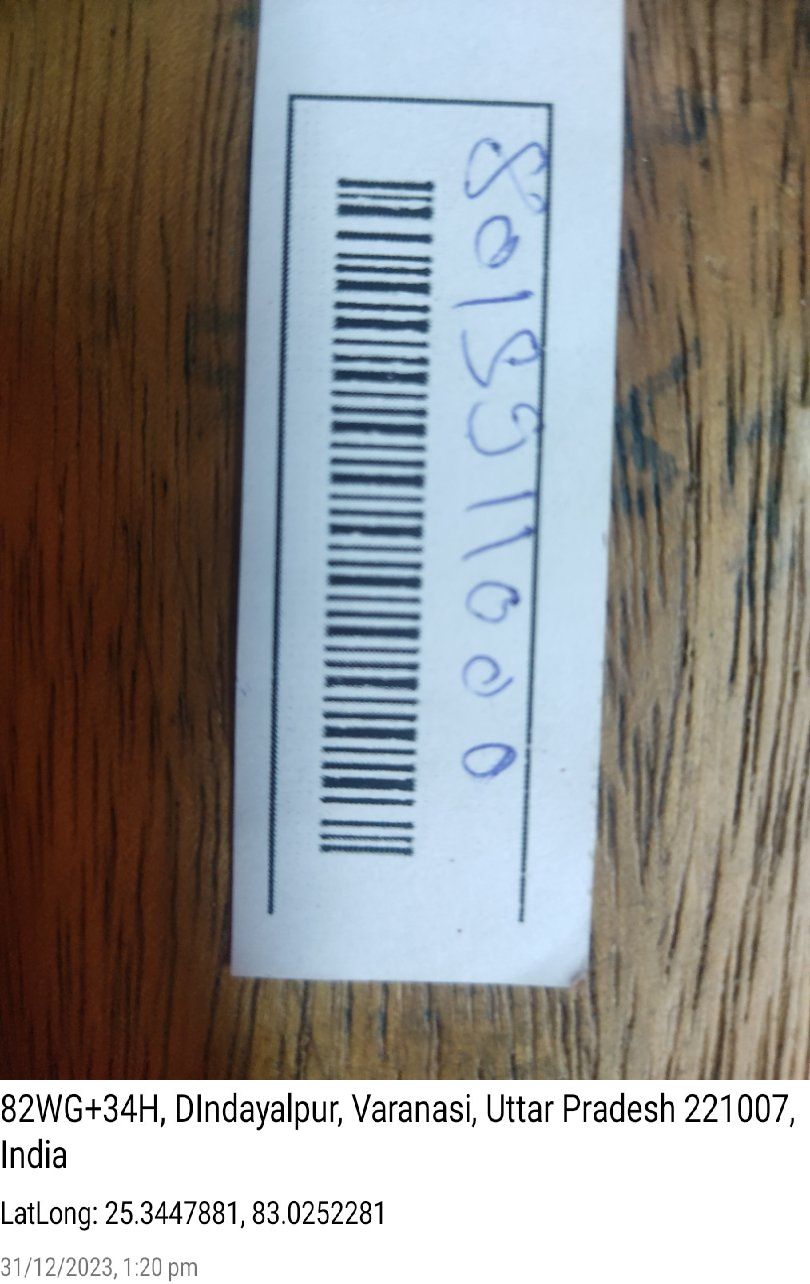 8018911000
82WG+34H, DIndayalpur, Varanasi, Uttar Pradesh 221007,
India
LatLong: 25.3447881, 83.0252281
31/12/2023, 1:20 pm